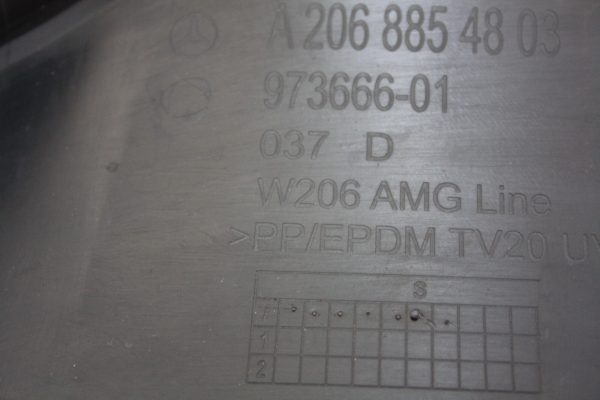 A 206 885 48 03
973666-01
037 D
W206 AMG Line
>PP/EPDM TV20
S
1
2